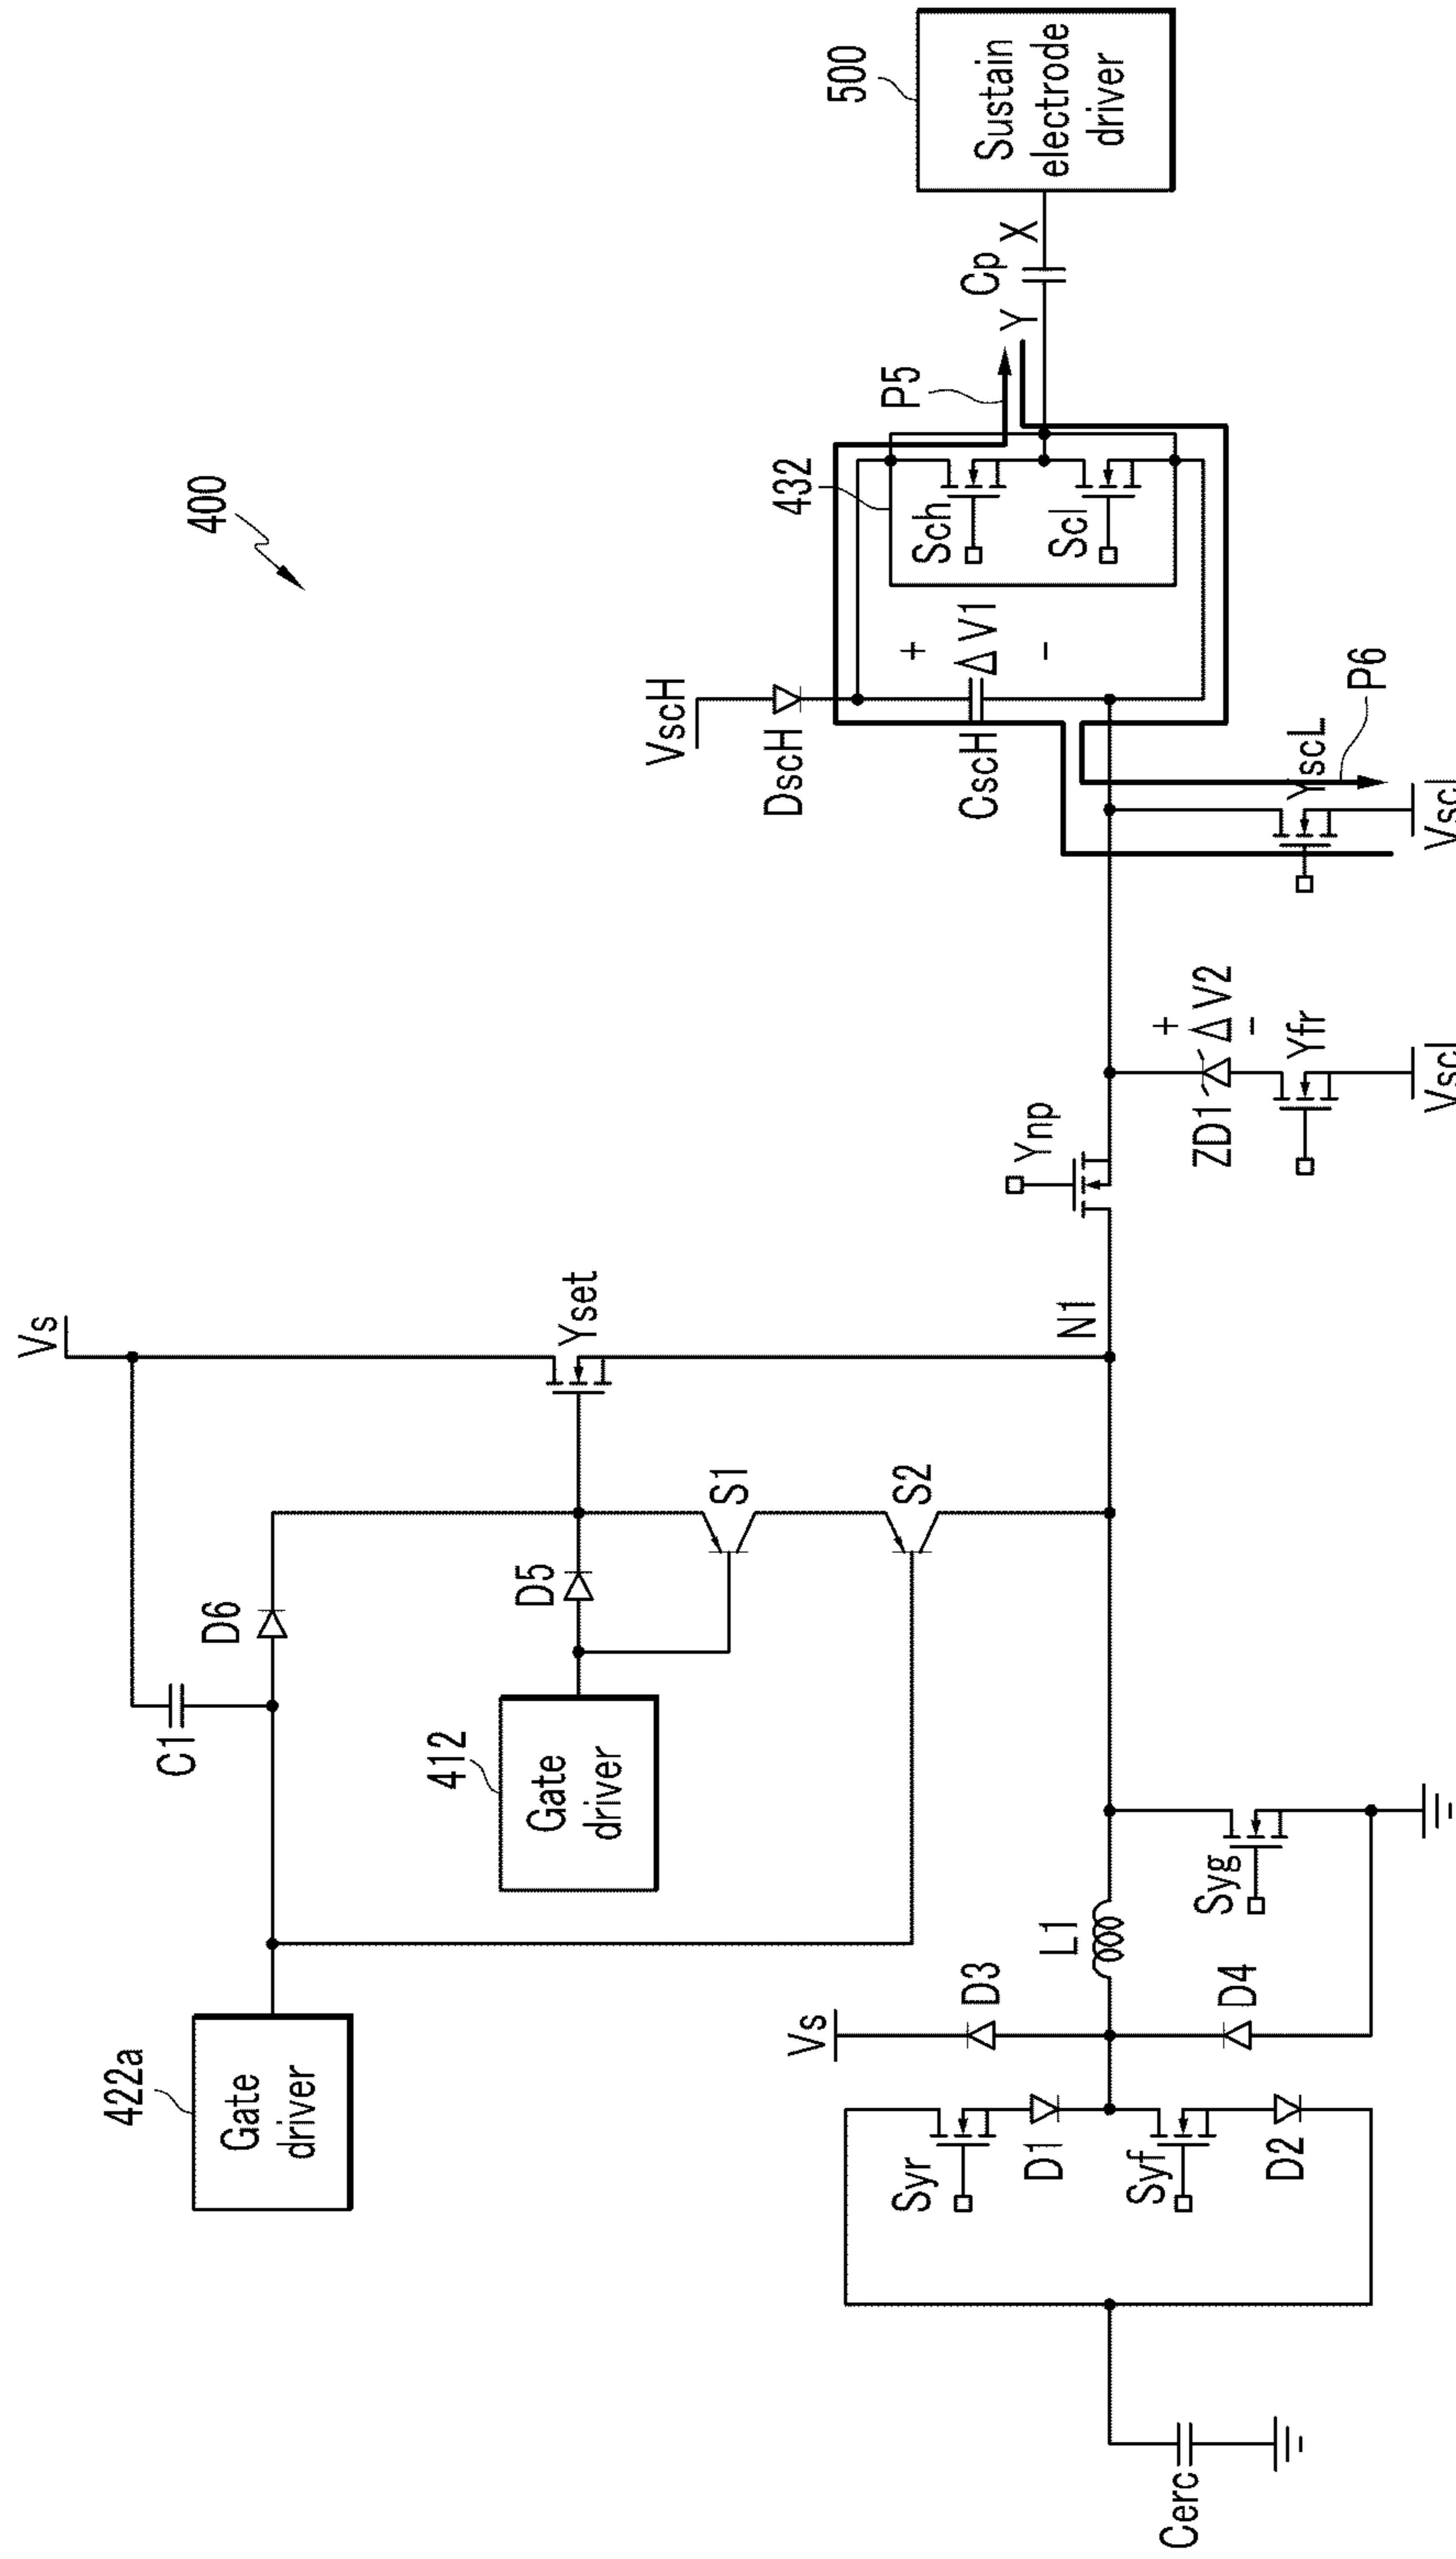 400
Vs
422a
Gate
driver
C1
D6
412
Gate
driver
D5
Yset
S1
S2
VscH
DscH
Vs
D3
L1
N1
Ynp
CscH
+
ΔV1
-
432
Sch
Scl
P5
Y
Cp
X
500
Sustain
electrode
driver
Syr
D1
Syf
D2
D4
Syg
Cerc
ZD1
+
ΔV2
-
Yfr
YscL
P6
VscL
VscL